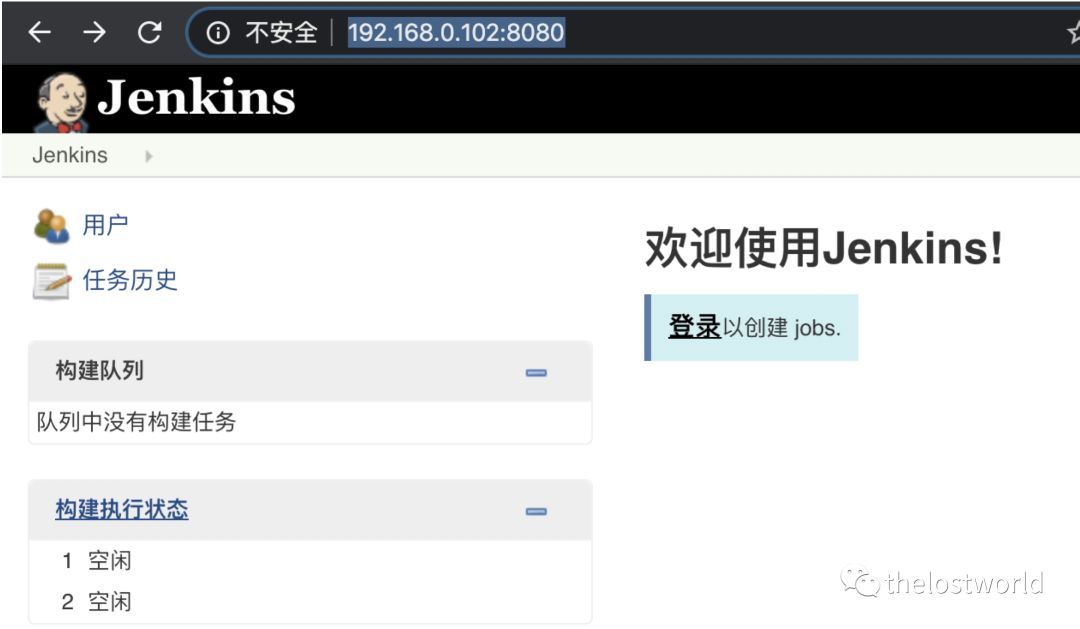 不安全 192.168.0.102:8080
Jenkins
Jenkins
用户
任务历史
欢迎使用Jenkins!
登录以创建 jobs.
构建队列
队列中没有构建任务
构建执行状态
1 空闲
2 空闲
thelostworld